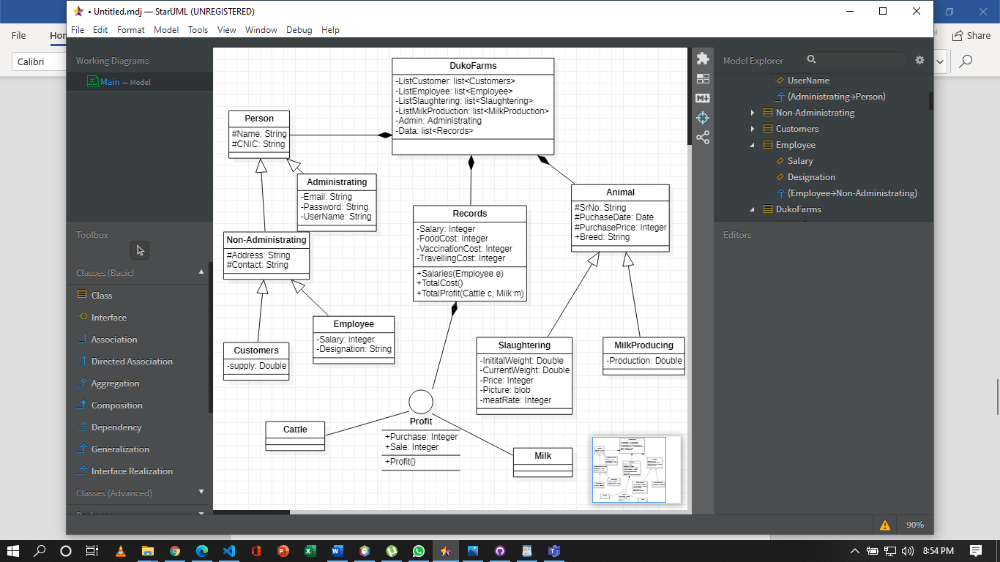 • Untitled.mdj — StarUML (UNREGISTERED)
File Edit Format Model Tools View Window Debug Help
File
Hor
Share
Calibri
Working Diagrams
Main — Model
Toolbox
Classes (Basic)
Class
Interface
Association
Directed Association
Aggregation
Composition
Dependency
Generalization
Interface Realization
Classes (Advanced)
DukoFarms
-ListCustomer: list<Customers>
-ListEmployee: list<Employee>
-ListSlaughtering: list<Slaughtering>
-ListMilkProduction: list<MilkProduction>
-Admin: Administrating
-Data: list<Records>
Person
#Name: String
#CNIC: String
Administrating
-Email: String
-Password: String
-UserName: String
Non-Administrating
#Address: String
#Contact: String
Records
-Salary: Integer
-FoodCost: Integer
-VaccinationCost: Integer
-TravellingCost: Integer
+Salaries(Employee e)
+TotalCost()
+TotalProfit(Cattle c, Milk m)
Animal
#SrNo: String
#PuchaseDate: Date
#PurchasePrice: Integer
+Breed: String
Employee
-Salary: integer
-Designation: String
Customers
-supply: Double
Slaughtering
-InititalWeight: Double
-CurrentWeight: Double
-Price: Integer
-Picture: blob
-meatRate: Integer
MilkProducing
-Production: Double
Profit
+Purchase: Integer
+Sale: Integer
+Profit()
Cattle
Milk
Model Explorer
UserName
(Administrating→Person)
Non-Administrating
Customers
Employee
Salary
Designation
(Employee→Non-Administrating)
DukoFarms
Editors
90%
8:54 PM